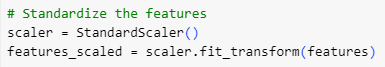 # Standardize the features
scaler = StandardScaler()
features_scaled = scaler.fit_transform(features)